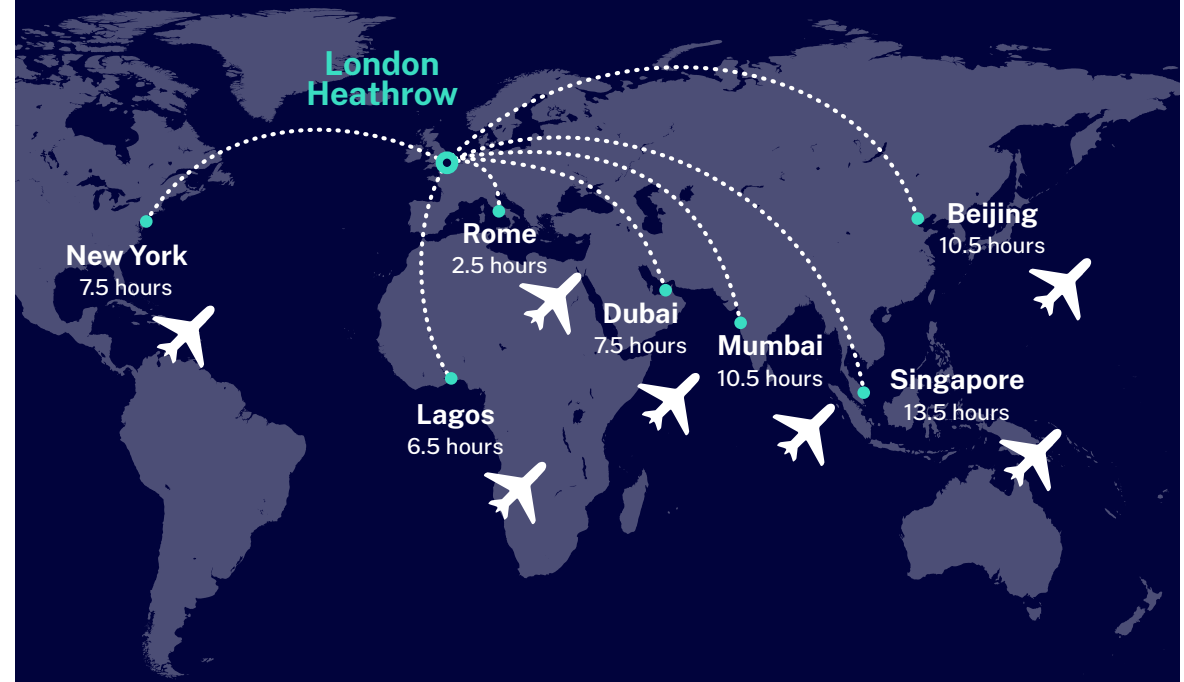 London
Heathrow
New York
7.5 hours
Rome
2.5 hours
Lagos
6.5 hours
Dubai
7.5 hours
Mumbai
10.5 hours
Singapore
13.5 hours
Beijing
10.5 hours